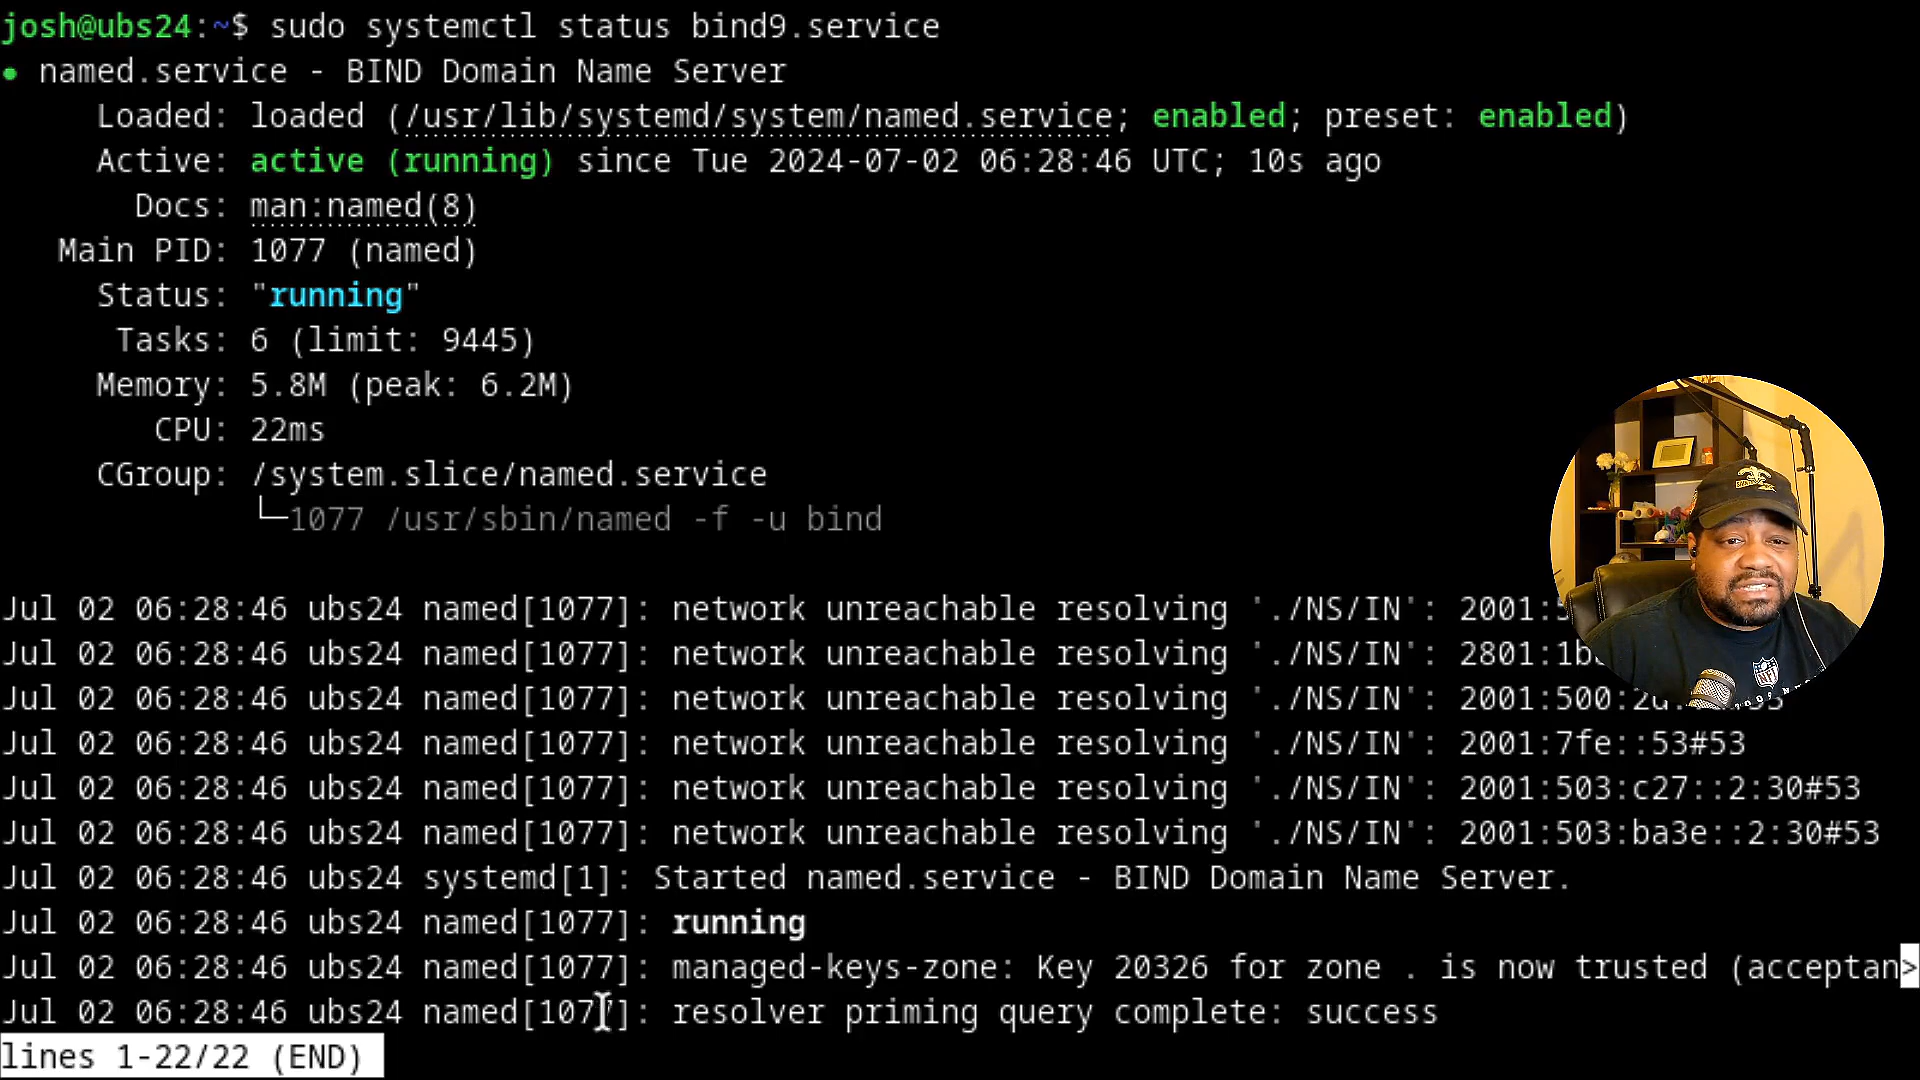 josh@ubs24:~$ sudo systemctl status bind9.service
● named.service - BIND Domain Name Server
Loaded: loaded (/usr/lib/systemd/system/named.service; enabled; preset: enabled)
Active: active (running) since Tue 2024-07-02 06:28:46 UTC; 10s ago
Docs: man:named(8)
Main PID: 1077 (named)
Status: "running"
Tasks: 6 (limit: 9445)
Memory: 5.8M (peak: 6.2M)
CPU: 22ms
CGroup: /system.slice/named.service
└─1077 /usr/sbin/named -f -u bind
Jul 02 06:28:46 ubs24 named[1077]: network unreachable resolving './NS/IN':
Jul 02 06:28:46 ubs24 named[1077]: network unreachable resolving './NS/IN':
Jul 02 06:28:46 ubs24 named[1077]: network unreachable resolving './NS/IN':
Jul 02 06:28:46 ubs24 named[1077]: network unreachable resolving './NS/IN': 2001:7fe::53#53
Jul 02 06:28:46 ubs24 named[1077]: network unreachable resolving './NS/IN': 2001:503:c27::2:30#53
Jul 02 06:28:46 ubs24 named[1077]: network unreachable resolving './NS/IN': 2001:503:ba3e::2:30#53
Jul 02 06:28:46 ubs24 systemd[1]: Started named.service - BIND Domain Name Server.
Jul 02 06:28:46 ubs24 named[1077]: running
Jul 02 06:28:46 ubs24 named[1077]: managed-keys-zone: Key 20326 for zone . is now trusted (acceptan>
Jul 02 06:28:46 ubs24 named[1077]: resolver priming query complete: success
lines 1-22/22 (END)